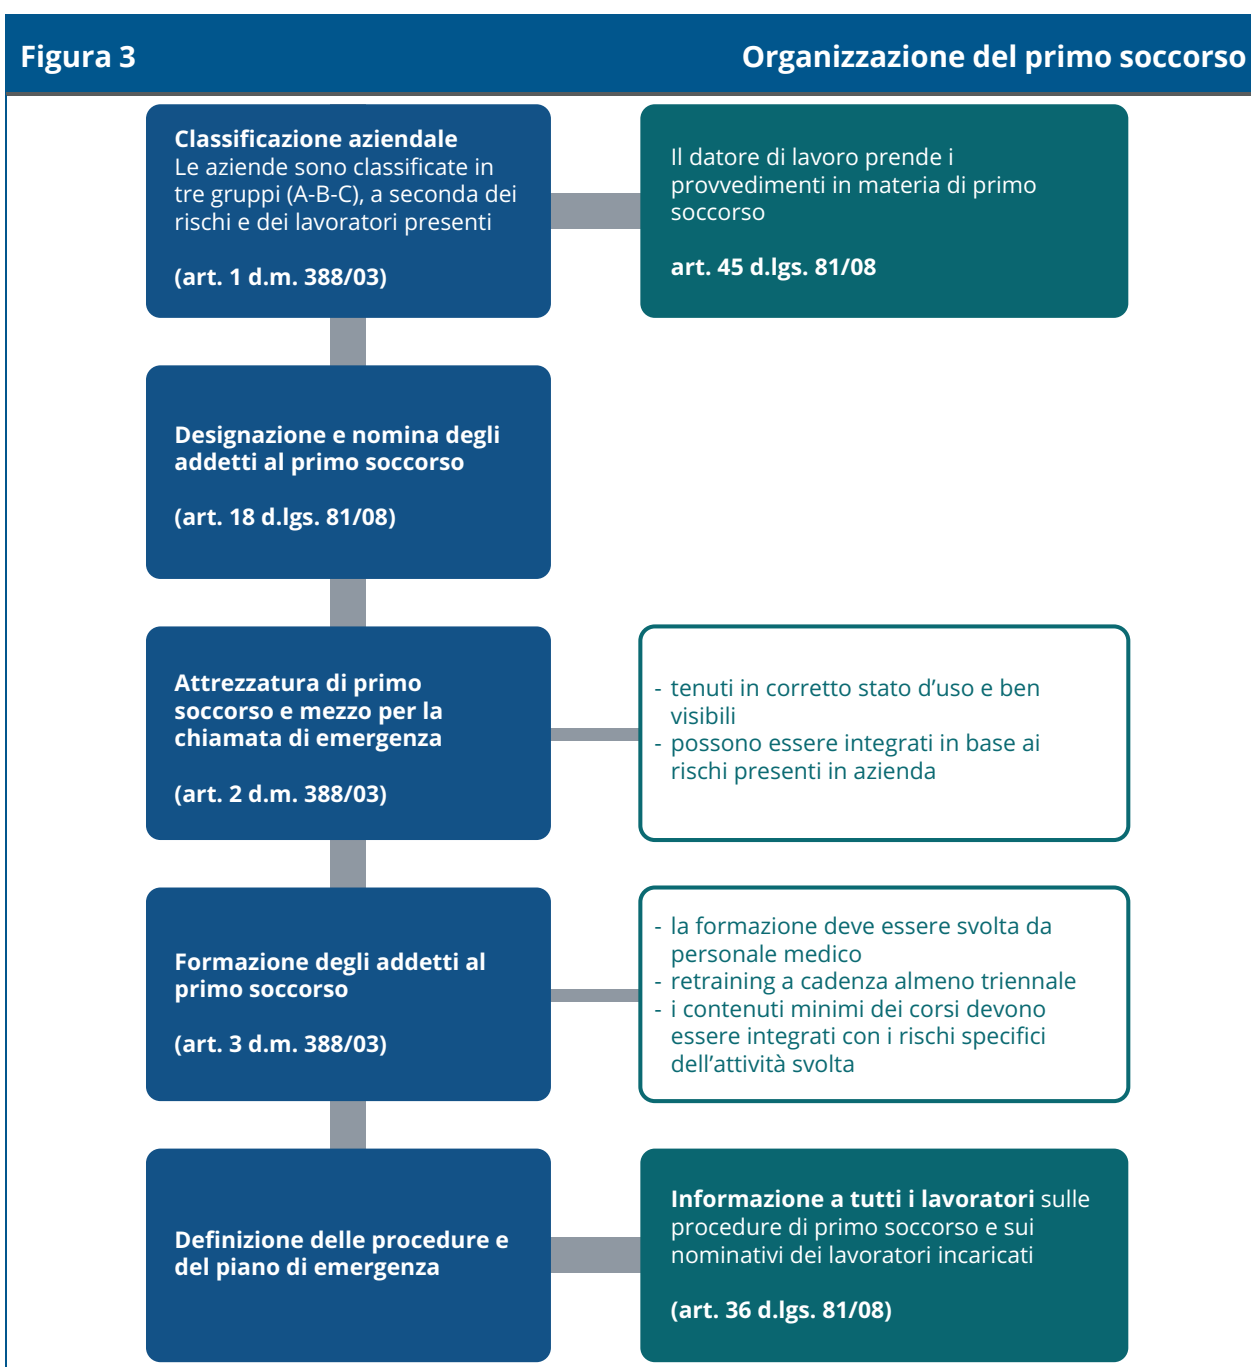 Figura 3
Organizzazione del primo soccorso
Classificazione aziendale
Le aziende sono classificate in
tre gruppi (A-B-C), a seconda dei
rischi e dei lavoratori presenti
(art. 1 d.m. 388/03)
Il datore di lavoro prende i
provvedimenti in materia di primo
soccorso
art. 45 d.lgs. 81/08
Designazione e nomina degli
addetti al primo soccorso
(art. 18 d.lgs. 81/08)
Attrezzatura di primo
soccorso e mezzo per la
chiamata di emergenza
(art. 2 d.m. 388/03)
- tenuti in corretto stato d’uso e ben
visibili
- possono essere integrati in base ai
rischi presenti in azienda
Formazione degli addetti al
primo soccorso
(art. 3 d.m. 388/03)
- la formazione deve essere svolta da
personale medico
- retraining a cadenza almeno triennale
- i contenuti minimi dei corsi devono
essere integrati con i rischi specifici
dell’attività svolta
Definizione delle procedure e
del piano di emergenza
Informazione a tutti i lavoratori sulle
procedure di primo soccorso e sui
nominativi dei lavoratori incaricati
(art. 36 d.lgs. 81/08)